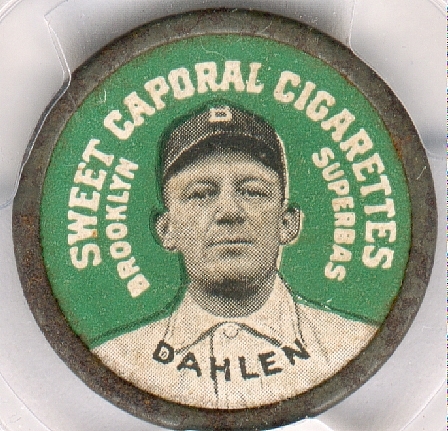 SWEET CAPORAL CIGARETTES
BROOKLYN
SUPERBAS
B
DAHLEN